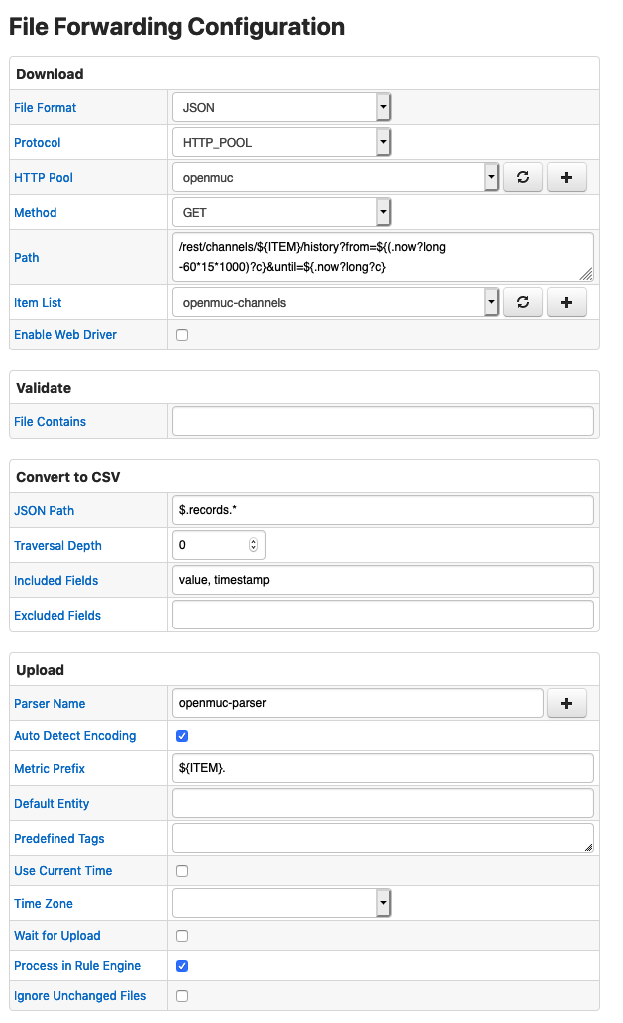 File Forwarding Configuration
Download
File Format JSON
Protocol HTTP_POOL
HTTP Pool openmuc
Method GET
Path /rest/channels/${ITEM}/history?from=${(.now?long
-60*15*1000)?c}&until=${.now?long?c}
Item List openmuc-channels
Enable Web Driver
Validate
File Contains
Convert to CSV
JSON Path $.records.*
Traversal Depth 0
Included Fields value, timestamp
Excluded Fields
Upload
Parser Name openmuc-parser
Auto Detect Encoding
Metric Prefix ${ITEM}.
Default Entity
Predefined Tags
Use Current Time
Time Zone
Wait for Upload
Process in Rule Engine
Ignore Unchanged Files